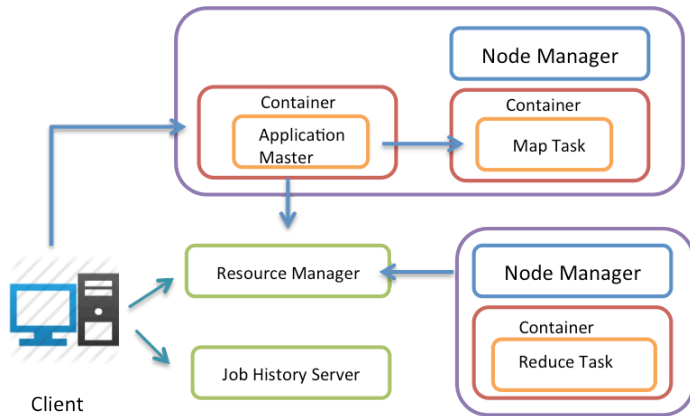 Node Manager
Container
Container
Application
Master
Map Task
Resource Manager
Node Manager
Container
Reduce Task
Job History Server
Client